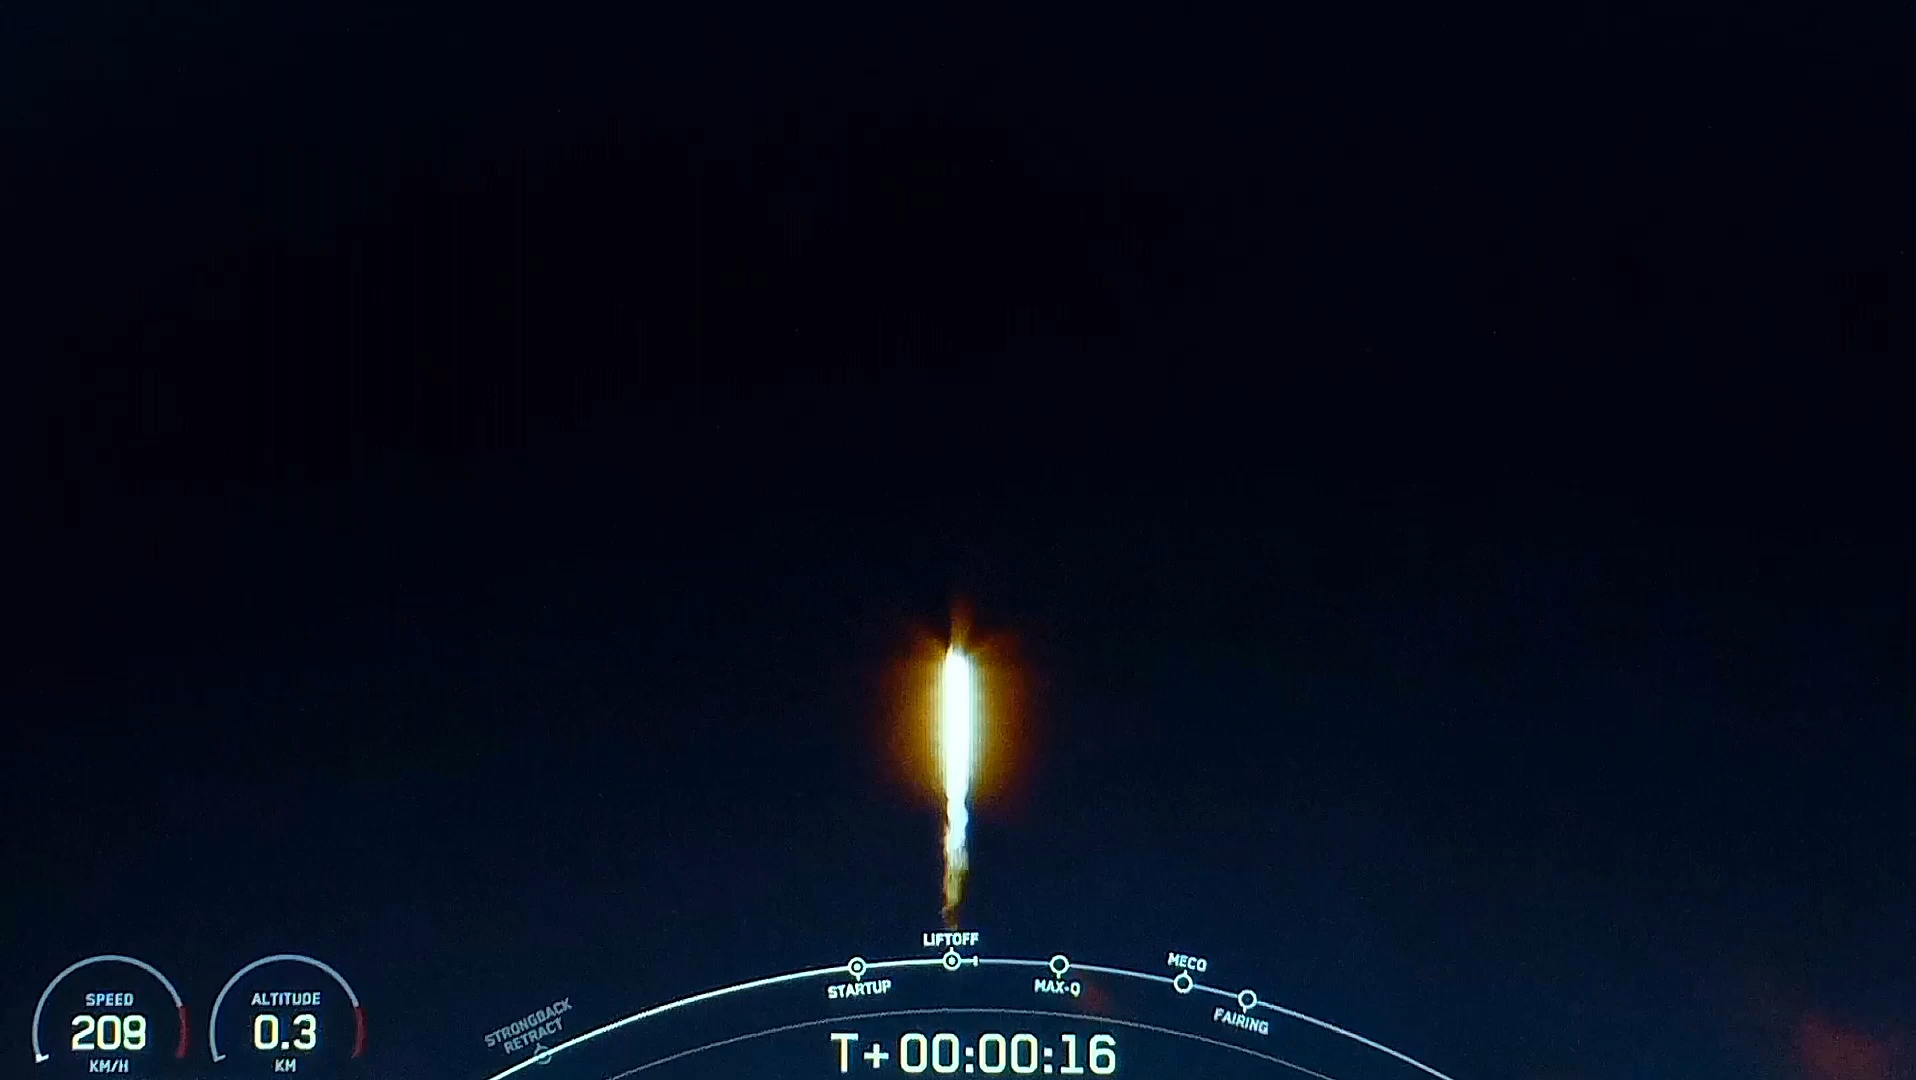 LIFTOFF
STARTUP
MAX-Q
MECO
FAIRING
STRONGBACK
RETRACT
SPEED
208
KM/H
ALTITUDE
0.3
KM
T+00:00:16